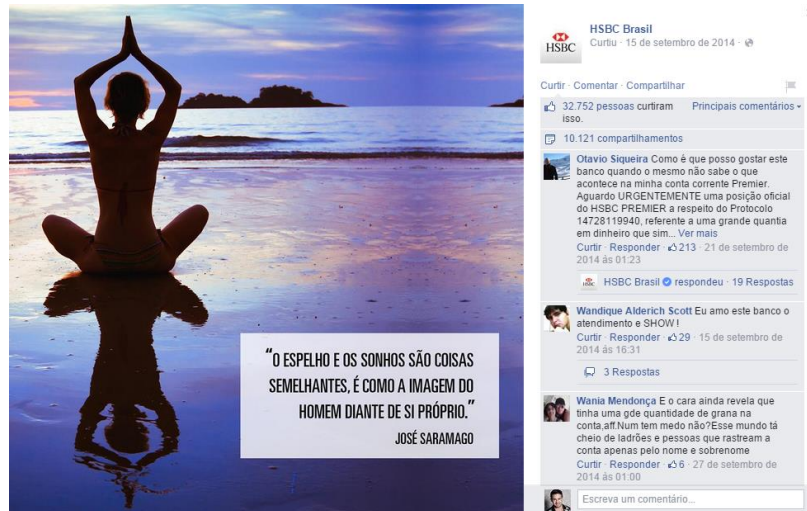 “O ESPELHO E OS SONHOS SÃO COISAS
SEMELHANTES, É COMO A IMAGEM DO
HOMEM DIANTE DE SI PRÓPRIO.”
JOSÉ SARAMAGO
HSBC
HSBC Brasil
Curtiu · 15 de setembro de 2014 ·
Curtir · Comentar · Compartilhar
32.752 pessoas curtiram isso.
Principais comentários
10.121 compartilhamentos
Otavio Siqueira Como é que posso gostar este
banco quando o mesmo não sabe o que
acontece na minha conta corrente Premier.
Aguardo URGENTEMENTE uma posição oficial
do HSBC PREMIER a respeito do Protocolo
14728119940, referente a uma grande quantia
em dinheiro que sim... Ver mais
Curtir · Responder · 213 · 21 de setembro de
2014 às 01:23
HSBC Brasil respondeu · 19 Respostas
Wandique Alderich Scott Eu amo este banco o
atendimento e SHOW !
Curtir · Responder · 29 · 15 de setembro de
2014 às 16:31
3 Respostas
Wania Mendonça E o cara ainda revela que
tinha uma gde quantidade de grana na
conta,aff.Num tem medo não?Esse mundo tá
cheio de ladrões e pessoas que rastream a
conta apenas pelo nome e sobrenome
Curtir · Responder · 6 · 27 de setembro de
2014 às 01:00
Escreva um comentário...